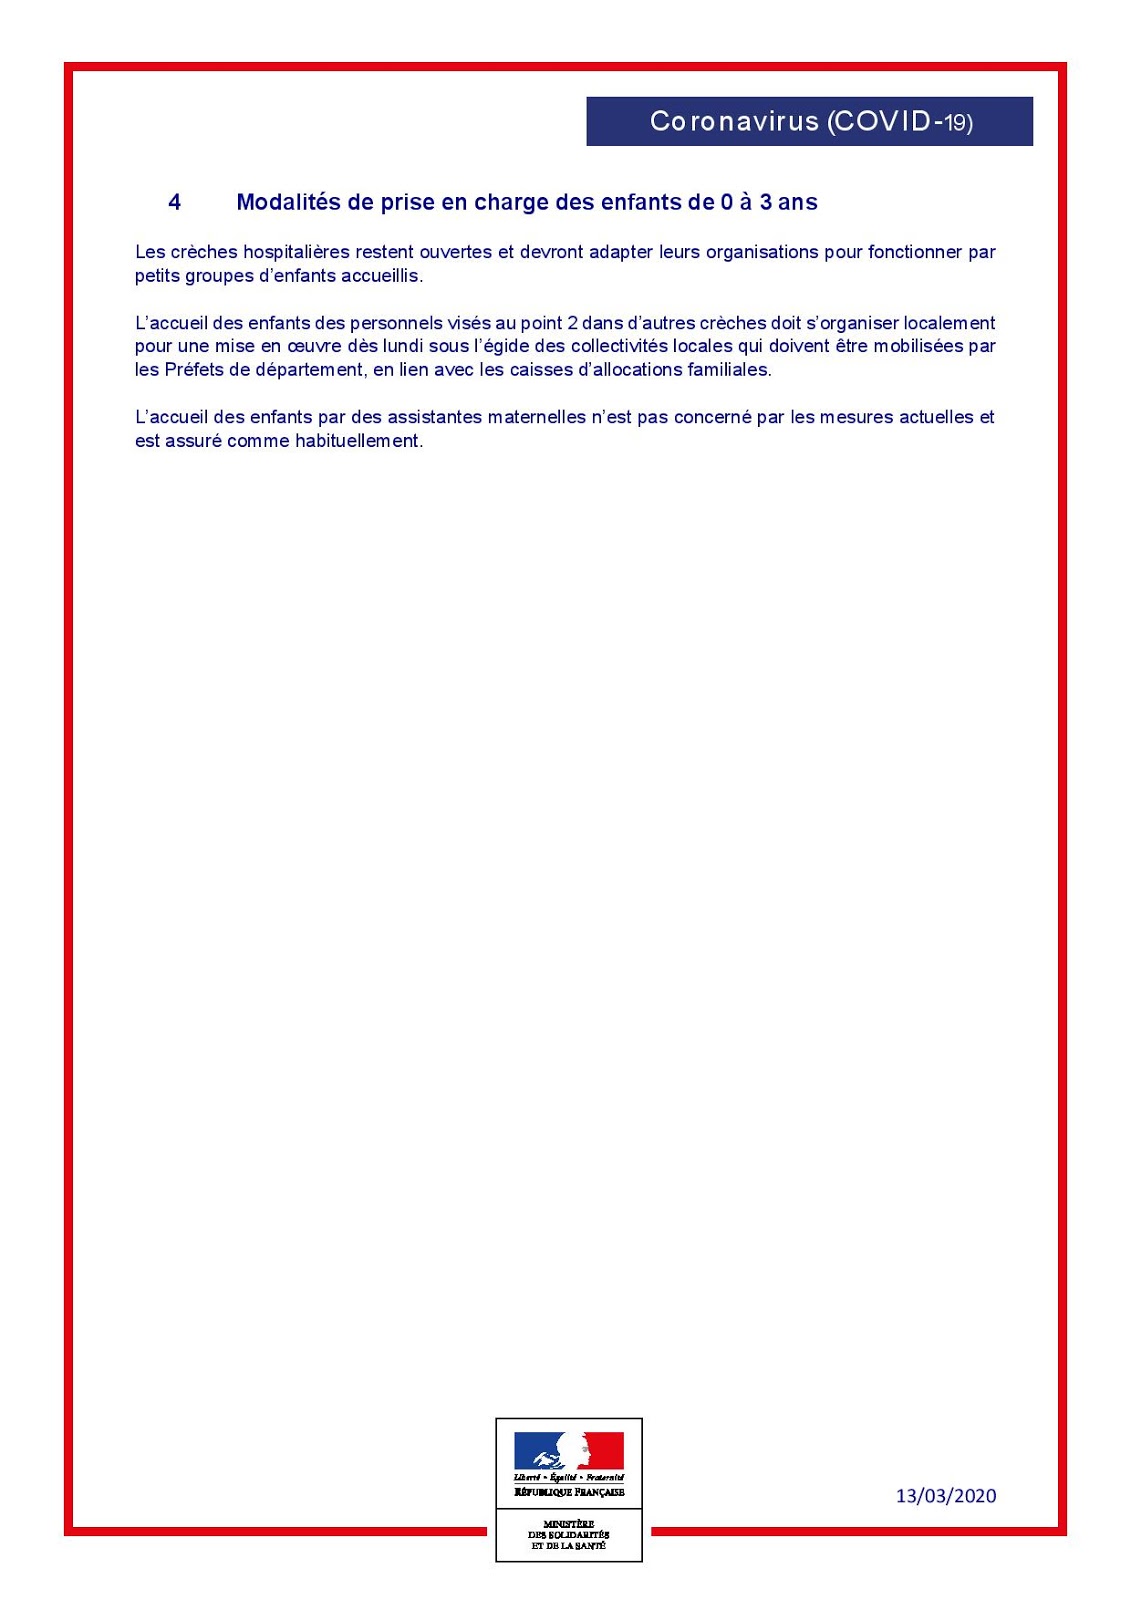 Coronavirus (COVID-19)
4 Modalités de prise en charge des enfants de 0 à 3 ans
Les crèches hospitalières restent ouvertes et devront adapter leurs organisations pour fonctionner par
petits groupes d’enfants accueillis.
L’accueil des enfants des personnels visés au point 2 dans d’autres crèches doit s’organiser localement
pour une mise en œuvre dès lundi sous l’égide des collectivités locales qui doivent être mobilisées par
les Préfets de département, en lien avec les caisses d’allocations familiales.
L’accueil des enfants par des assistantes maternelles n’est pas concerné par les mesures actuelles et
est assuré comme habituellement.
Liberté • Égalité • Fraternité
RÉPUBLIQUE FRANÇAISE
13/03/2020
MINISTÈRE
DES SOLIDARITÉS
ET DE LA SANTÉ